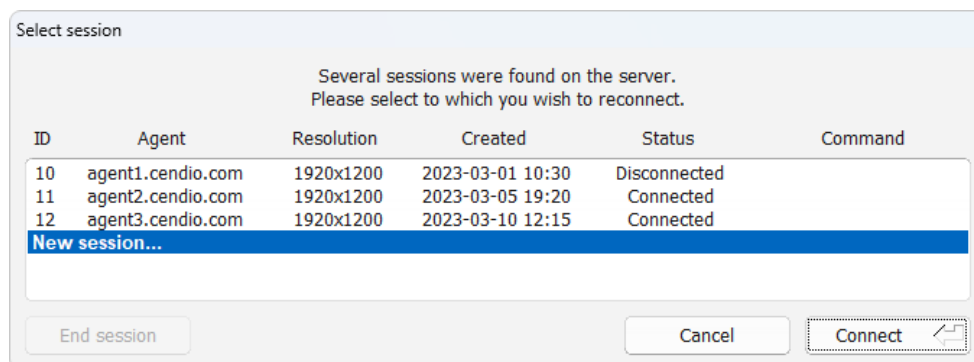 Select session
Several sessions were found on the server.
Please select to which you wish to reconnect.
ID Agent Resolution Created Status Command
10 agent1.cendio.com 1920x1200 2023-03-01 10:30 Disconnected
11 agent2.cendio.com 1920x1200 2023-03-05 19:20 Connected
12 agent3.cendio.com 1920x1200 2023-03-10 12:15 Connected
New session...
End session Cancel Connect